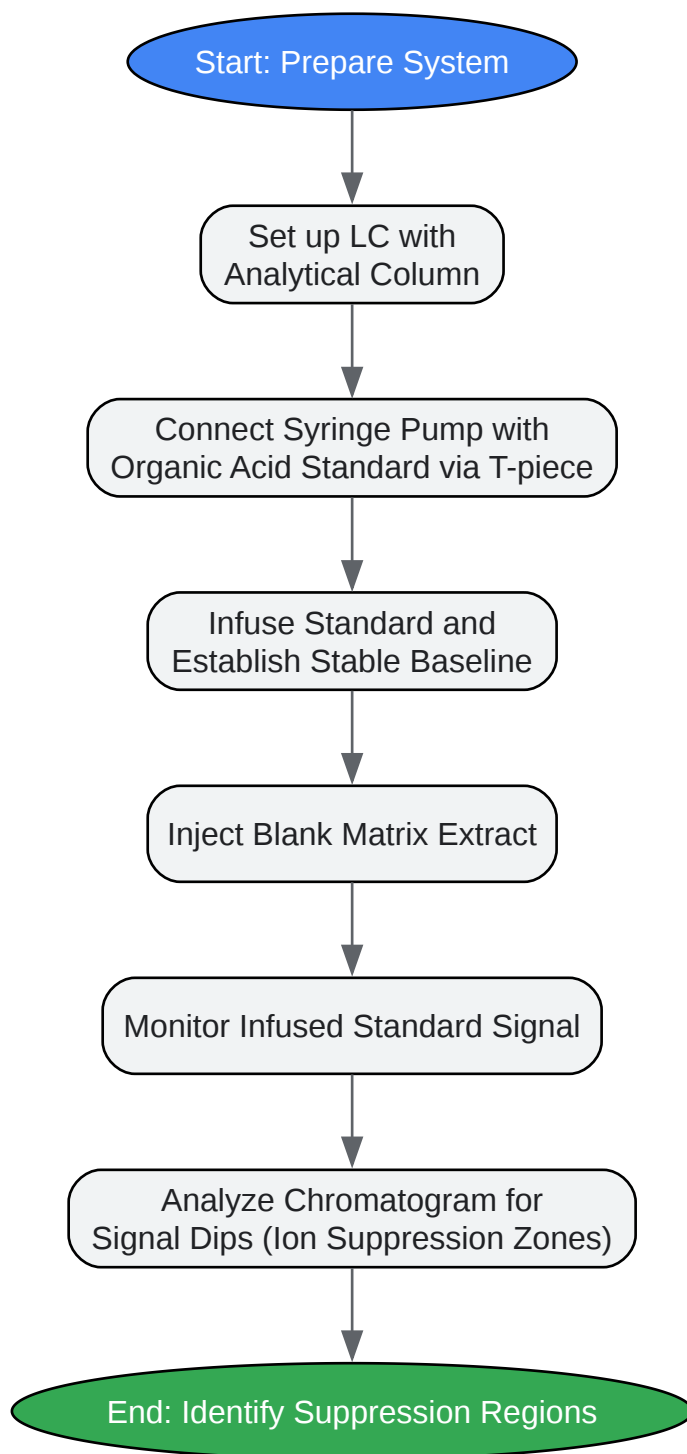 Start: Prepare System
Set up LC with
Analytical Column
Connect Syringe Pump with
Organic Acid Standard via T-piece
Infuse Standard and
Establish Stable Baseline
Inject Blank Matrix Extract
Monitor Infused Standard Signal
Analyze Chromatogram for
Signal Dips (Ion Suppression Zones)
End: Identify Suppression Regions